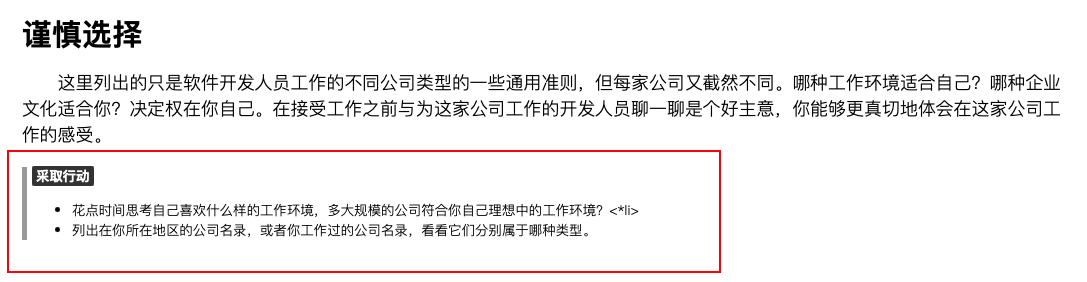 谨慎选择
这里列出的只是软件开发人员工作的不同公司类型的一些通用准则，但每家公司又截然不同。哪种工作环境适合自己？哪种企业
文化适合你？决定权在你自己。在接受工作之前与为这家公司工作的开发人员聊一聊是个好主意，你能够更真切地体会在这家公司工
作的感受。
采取行动
• 花点时间思考自己喜欢什么样的工作环境，多大规模的公司符合你自己理想中的工作环境？<*li>
• 列出在你所在地区的公司名录，或者你工作过的公司名录，看看它们分别属于哪种类型。